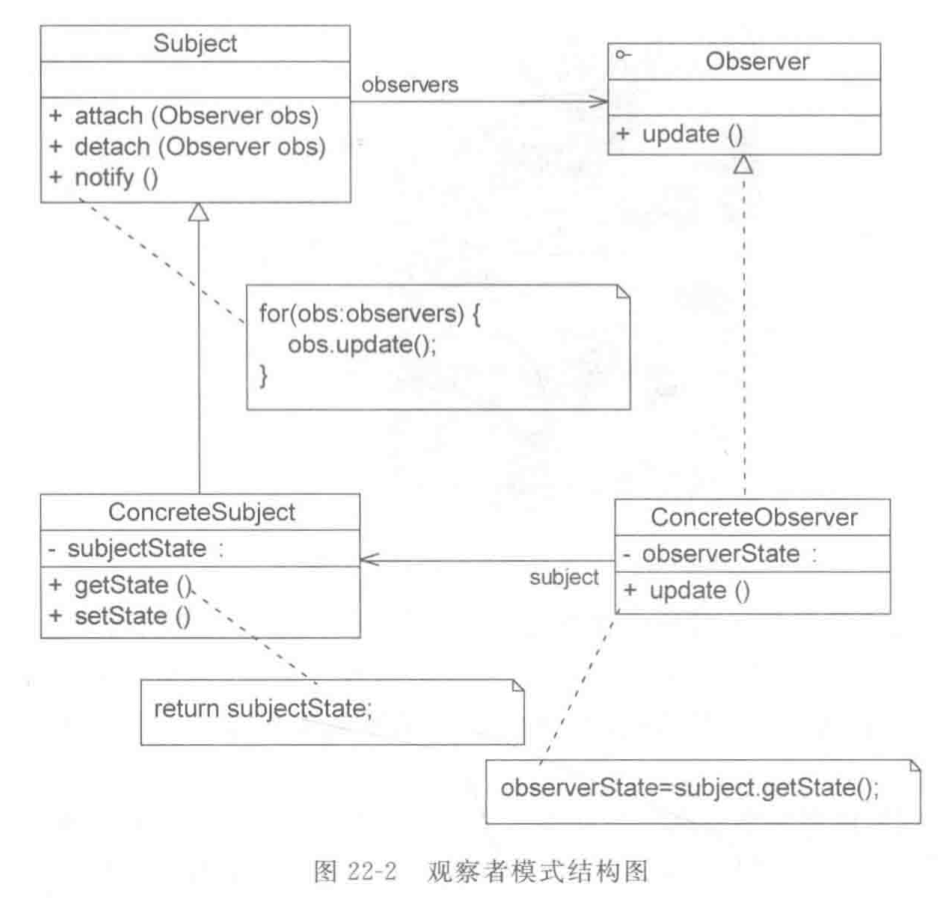 Subject
+ attach (Observer obs)
+ detach (Observer obs)
+ notify ()
observers
Observer
+ update ()
for(obs:observers) {
obs.update();
}
ConcreteSubject
- subjectState :
+ getState ()
+ setState ()
subject
ConcreteObserver
- observerState :
+ update ()
return subjectState;
observerState=subject.getState();
图 22-2 观察者模式结构图